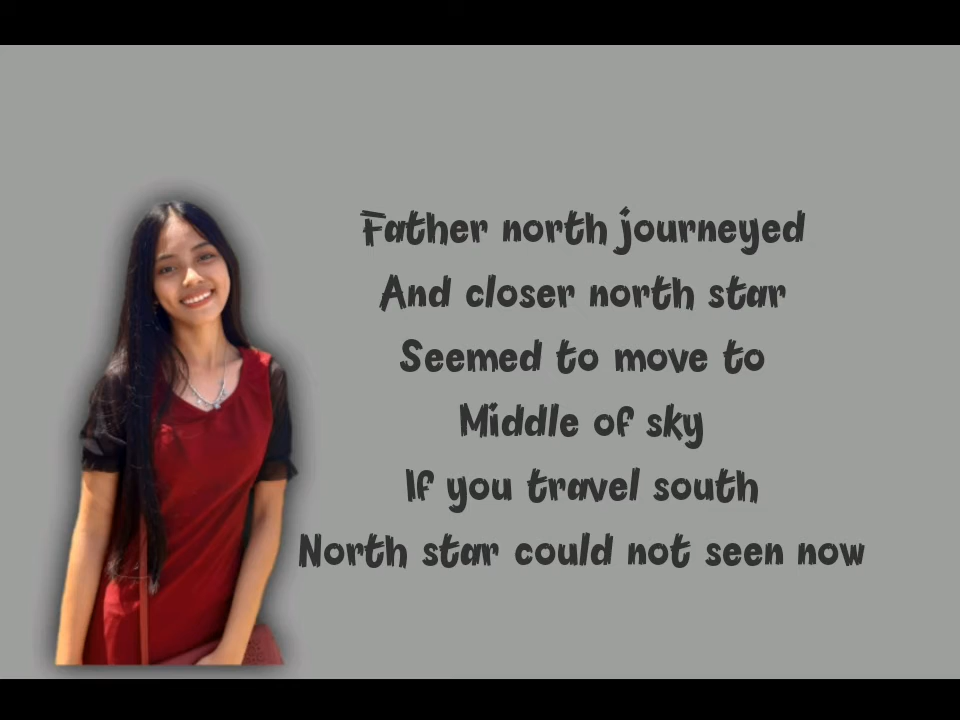 Father north journeyed
And closer north star
Seemed to move to
Middle of sky
If you travel south
North star could not seen now